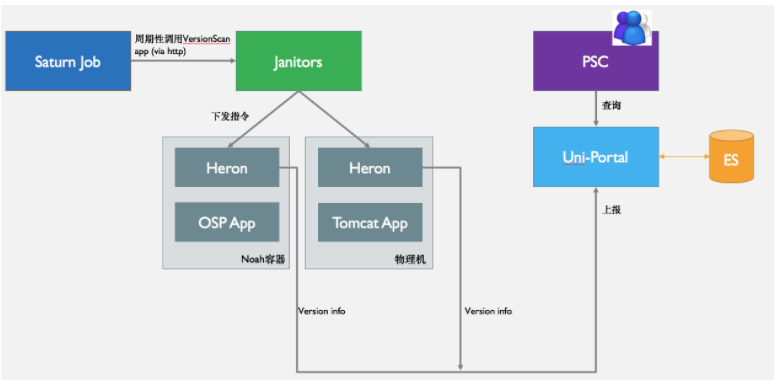 Saturn Job
周期性调用VersionScan
app (via http)
Janitors
PSC
下发指令
查询
Heron
Heron
Uni-Portal
ES
OSP App
Tomcat App
上报
Noah容器
物理机
Version info
Version info